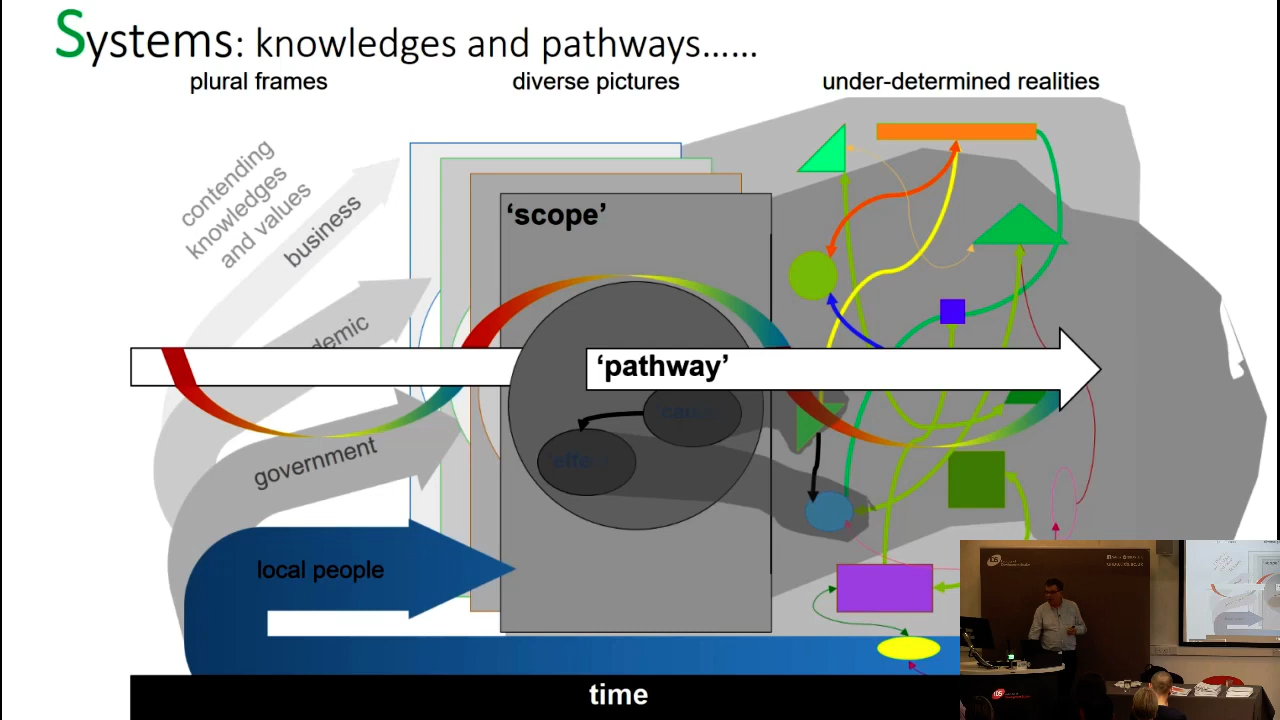 Systems: knowledges and pathways......
plural frames
diverse pictures
under-determined realities
contending
knowledges
and values
business
'scope'
demic
'pathway'
government
local people
time